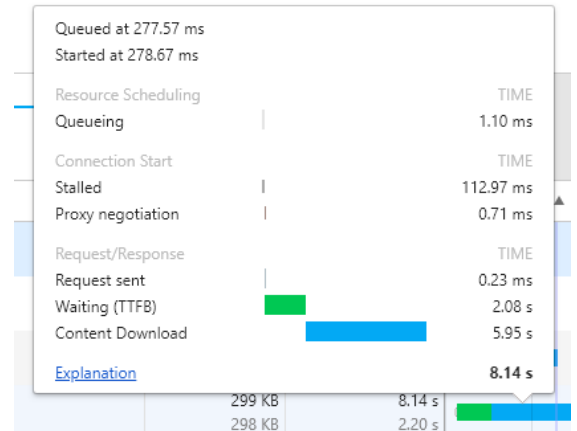 Queued at 277.57 ms
Started at 278.67 ms
Resource Scheduling TIME
Queueing 1.10 ms
Connection Start TIME
Stalled 112.97 ms
Proxy negotiation 0.71 ms
Request/Response TIME
Request sent 0.23 ms
Waiting (TTFB) 2.08 s
Content Download 5.95 s
Explanation 8.14 s
299 KB 8.14 s
298 KB 2.20 s